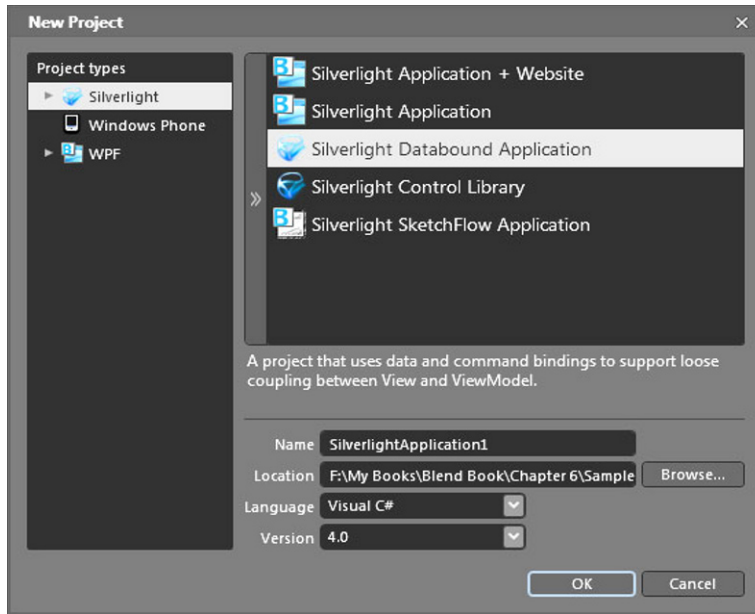 New Project
Project types
Silverlight
Windows Phone
WPF
Silverlight Application + Website
Silverlight Application
Silverlight Databound Application
Silverlight Control Library
Silverlight SketchFlow Application
A project that uses data and command bindings to support loose
coupling between View and ViewModel.
Name SilverlightApplication1
Location F:\My Books\Blend Book\Chapter 6\Sample Browse...
Language Visual C#
Version 4.0
OK Cancel